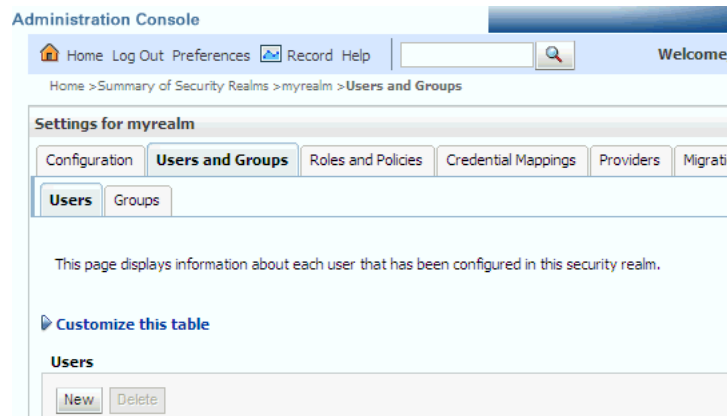 Administration Console
Home Log Out Preferences Record Help
Welcome
Home >Summary of Security Realms >myrealm >Users and Groups
Settings for myrealm
Configuration Users and Groups Roles and Policies Credential Mappings Providers Migrati
Users Groups
This page displays information about each user that has been configured in this security realm.
Customize this table
Users
New Delete